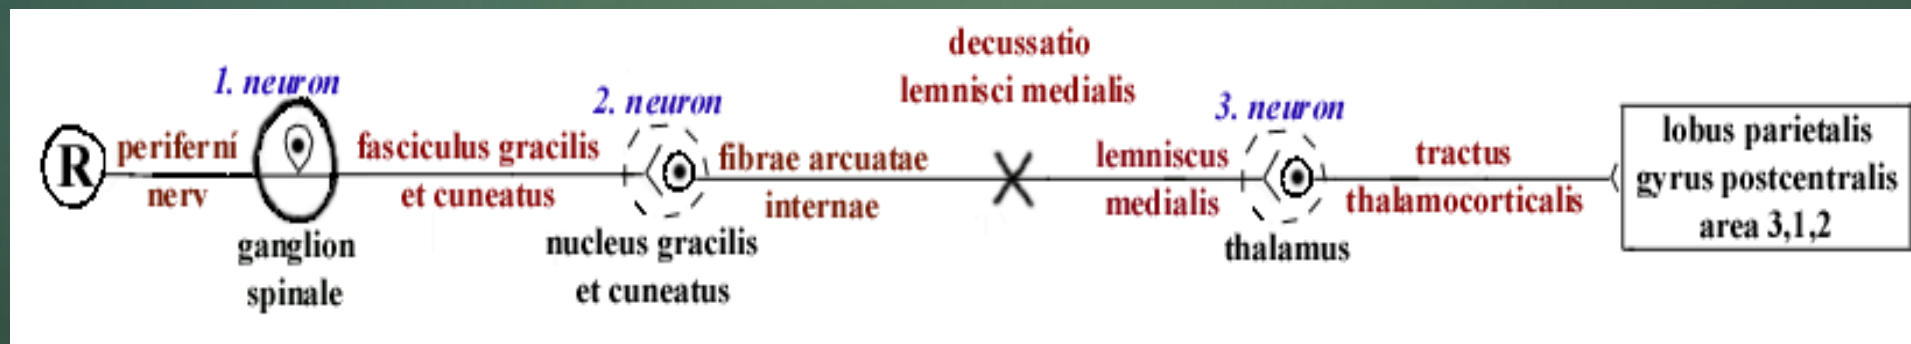 decussatio
lemnisci medialis
1. neuron
2. neuron
3. neuron
R
periferní
nerv
fasciculus gracilis
et cuneatus
fibrae arcuatae
internae
lemniscus
medialis
tractus
thalamocorticalis
lobus parietalis
gyrus postcentralis
area 3,1,2
ganglion
spinale
nucleus gracilis
et cuneatus
thalamus